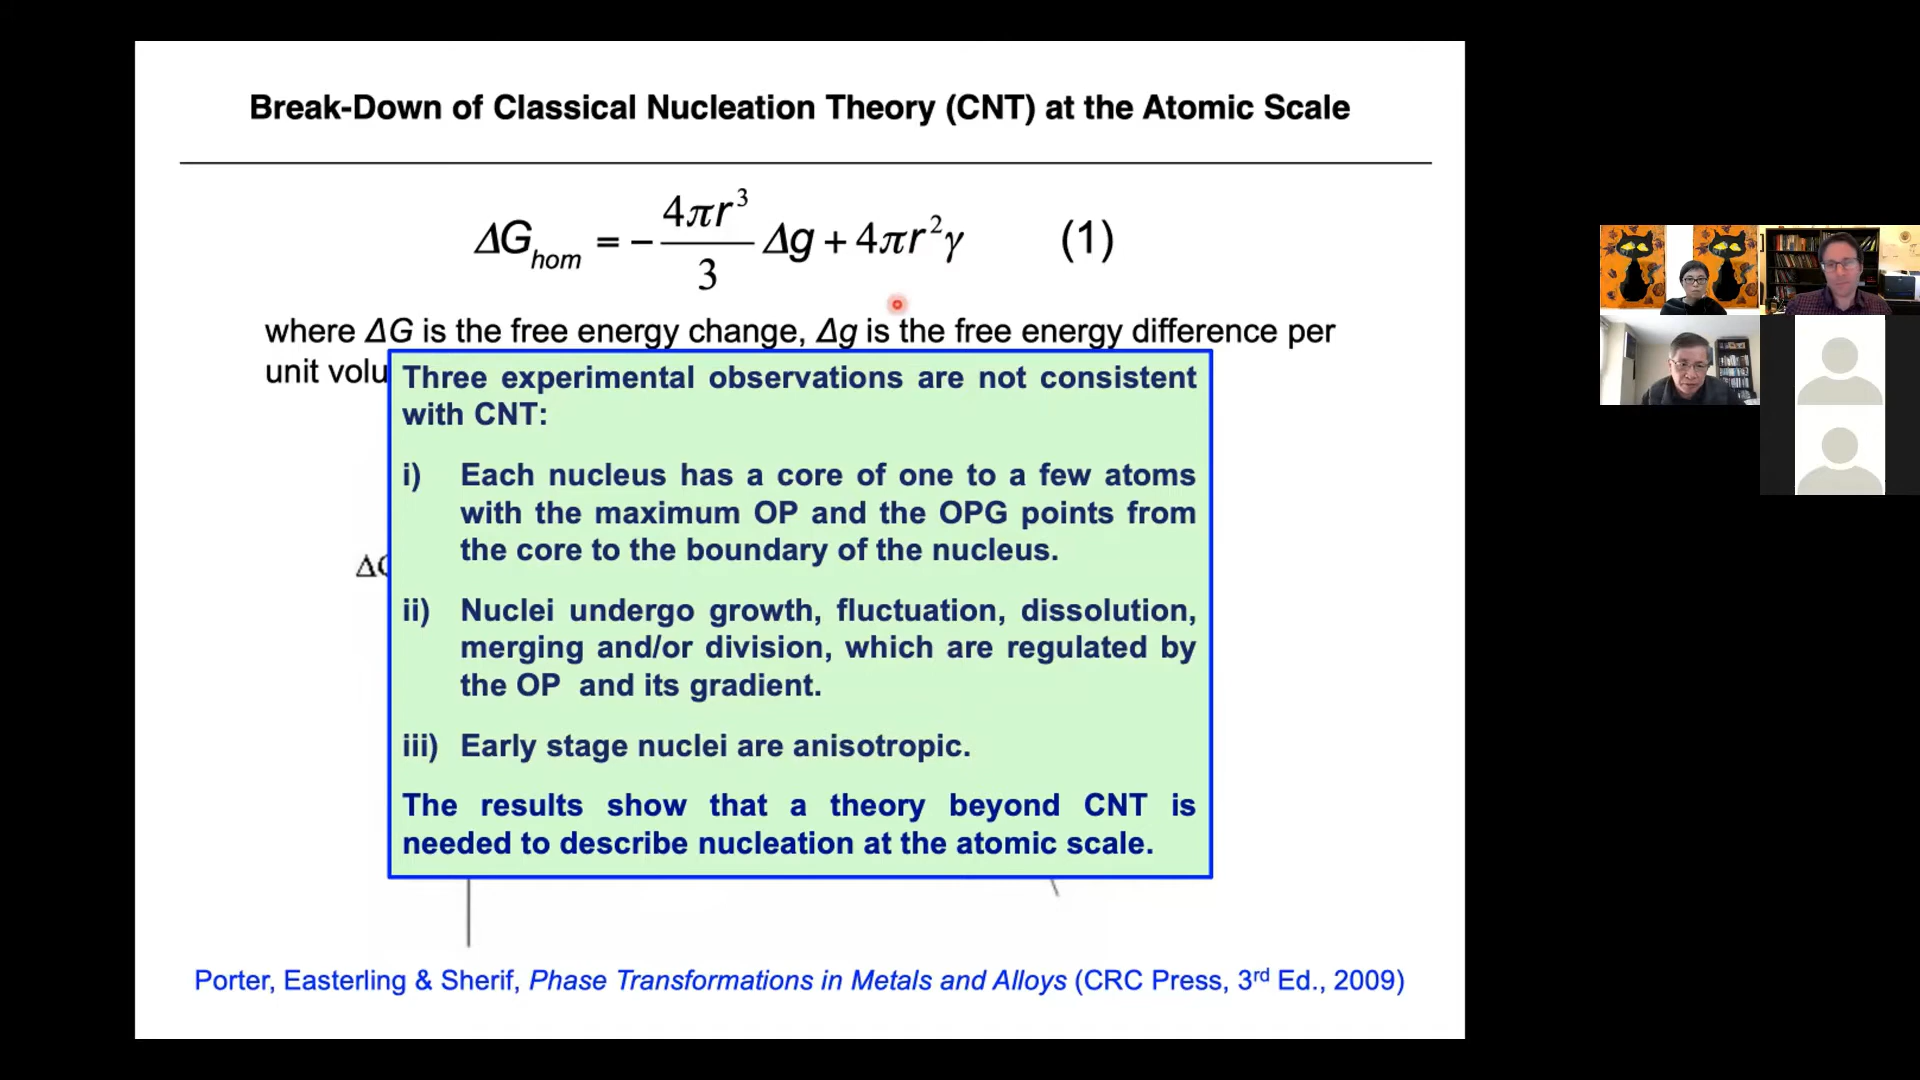 Break-Down of Classical Nucleation Theory (CNT) at the Atomic Scale
ΔG_hom = − 4πr³/3 Δg + 4πr²γ (1)
where ΔG is the free energy change, Δg is the free energy difference per
unit volu
Three experimental observations are not consistent
with CNT:
i) Each nucleus has a core of one to a few atoms
with the maximum OP and the OPG points from
the core to the boundary of the nucleus.
ΔG
ii) Nuclei undergo growth, fluctuation, dissolution,
merging and/or division, which are regulated by
the OP and its gradient.
iii) Early stage nuclei are anisotropic.
The results show that a theory beyond CNT is
needed to describe nucleation at the atomic scale.
Porter, Easterling & Sherif, Phase Transformations in Metals and Alloys (CRC Press, 3rd Ed., 2009)